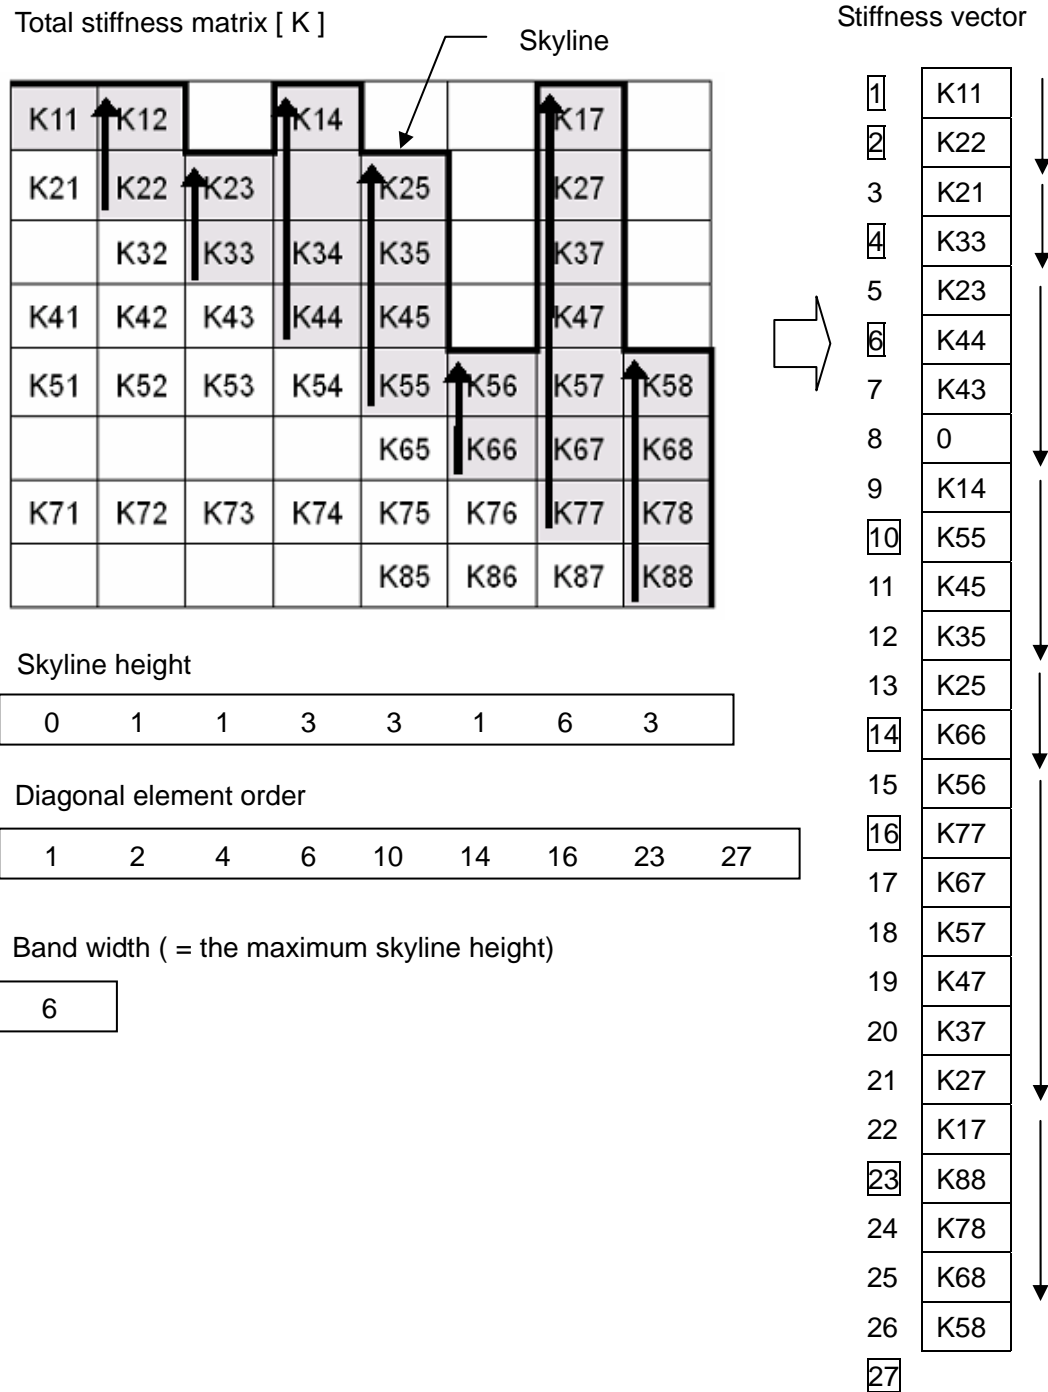 Total stiffness matrix [ K ]
Skyline
K11 K12 K14 K17
K21 K22 K23 K25 K27
K32 K33 K34 K35 K37
K41 K42 K43 K44 K45 K47
K51 K52 K53 K54 K55 K56 K57 K58
K65 K66 K67 K68
K71 K72 K73 K74 K75 K76 K77 K78
K85 K86 K87 K88
Skyline height
0 1 1 3 3 1 6 3
Diagonal element order
1 2 4 6 10 14 16 23 27
Band width ( = the maximum skyline height)
6
Stiffness vector
1 K11
2 K22
3 K21
4 K33
5 K23
6 K44
7 K43
8 0
9 K14
10 K55
11 K45
12 K35
13 K25
14 K66
15 K56
16 K77
17 K67
18 K57
19 K47
20 K37
21 K27
22 K17
23 K88
24 K78
25 K68
26 K58
27